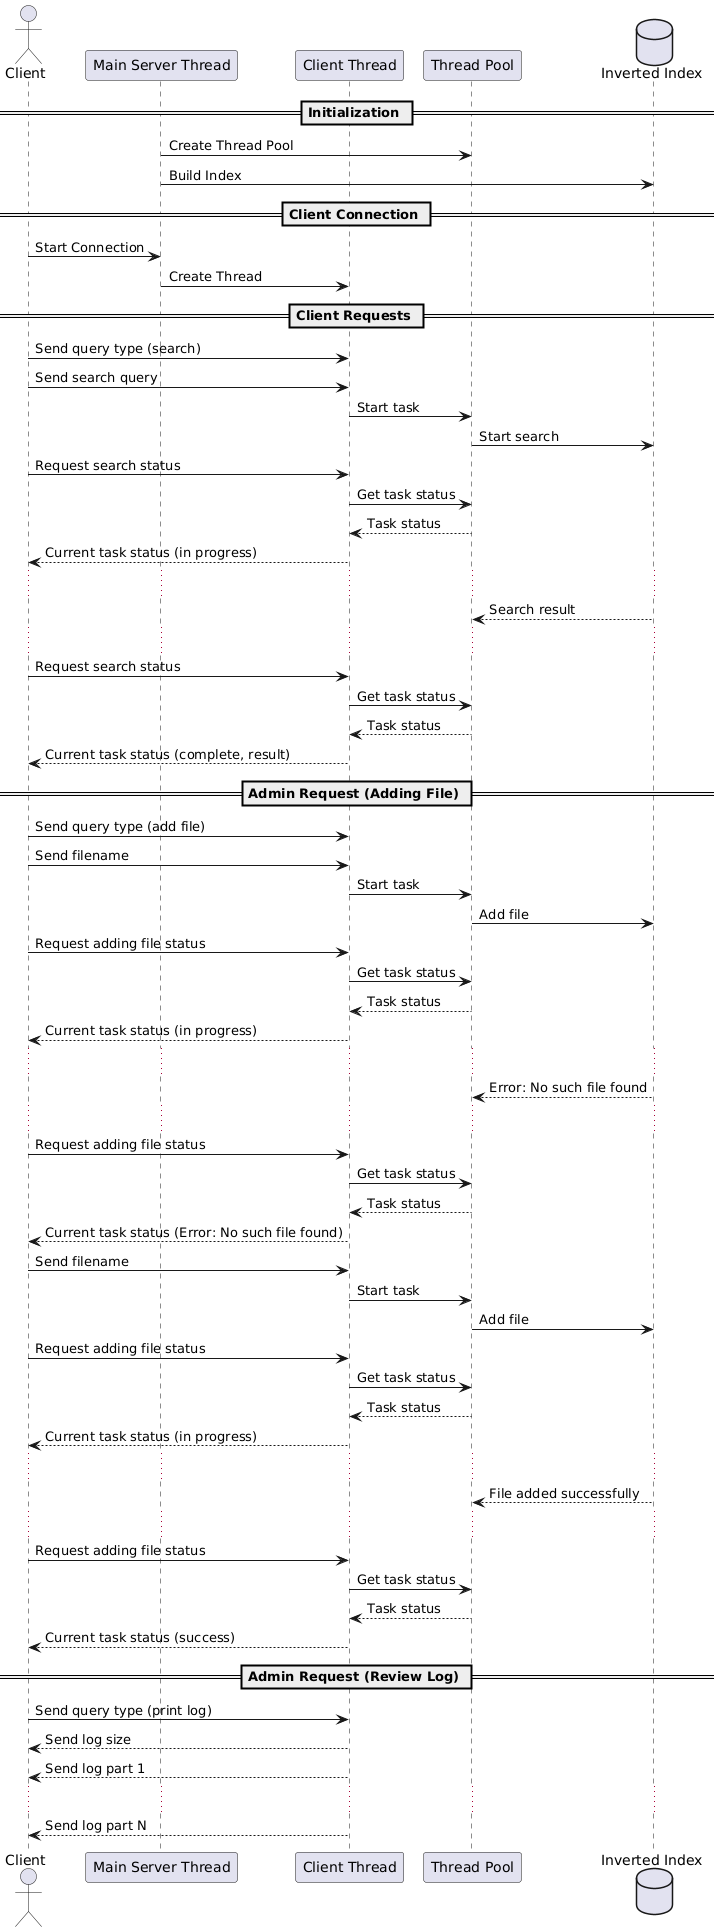 Client
Main Server Thread
Client Thread
Thread Pool
Inverted Index
Initialization
Create Thread Pool
Build Index
Client Connection
Start Connection
Create Thread
Client Requests
Send query type (search)
Send search query
Start task
Start search
Request search status
Get task status
Task status
Current task status (in progress)
Search result
Request search status
Get task status
Task status
Current task status (complete, result)
Admin Request (Adding File)
Send query type (add file)
Send filename
Start task
Add file
Request adding file status
Get task status
Task status
Current task status (in progress)
Error: No such file found
Request adding file status
Get task status
Task status
Current task status (Error: No such file found)
Send filename
Start task
Add file
Request adding file status
Get task status
Task status
Current task status (in progress)
File added successfully
Request adding file status
Get task status
Task status
Current task status (success)
Admin Request (Review Log)
Send query type (print log)
Send log size
Send log part 1
Send log part N
Client
Main Server Thread
Client Thread
Thread Pool
Inverted Index